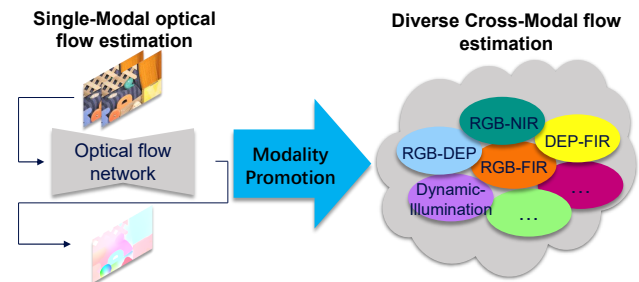 Single-Modal optical
flow estimation
Optical flow
network
Modality
Promotion
Diverse Cross-Modal flow
estimation
RGB-NIR
DEP-FIR
RGB-DEP
RGB-FIR
Dynamic-
Illumination
...
...